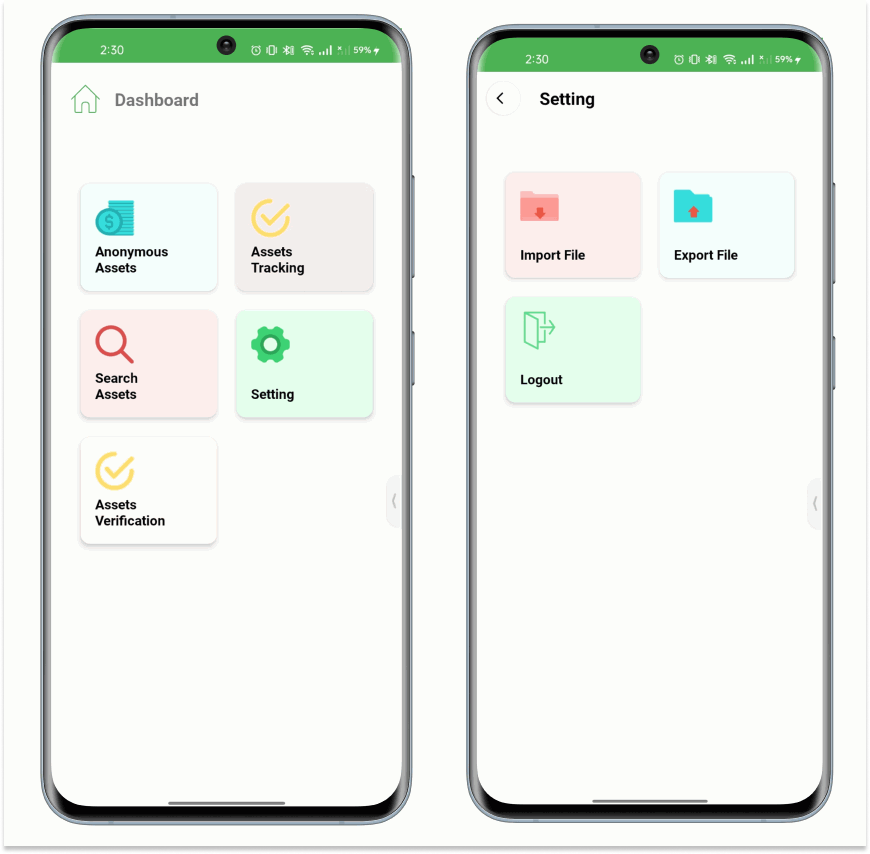 2:30
59%
Dashboard
$
Anonymous
Assets
Assets
Tracking
Search
Assets
Setting
Assets
Verification
2:30
59%
Setting
Import File
Export File
Logout